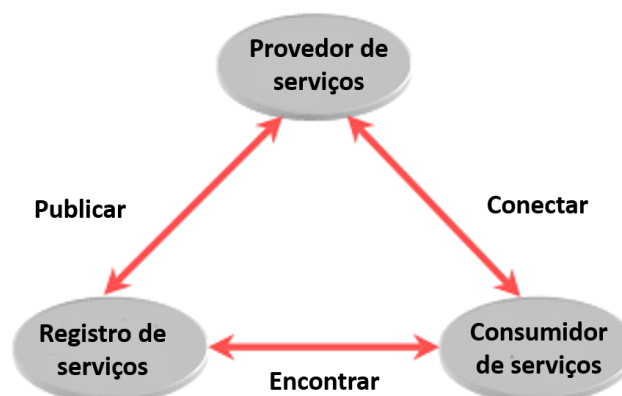 Provedor de
serviços
Publicar
Conectar
Registro de
serviços
Consumidor
de serviços
Encontrar